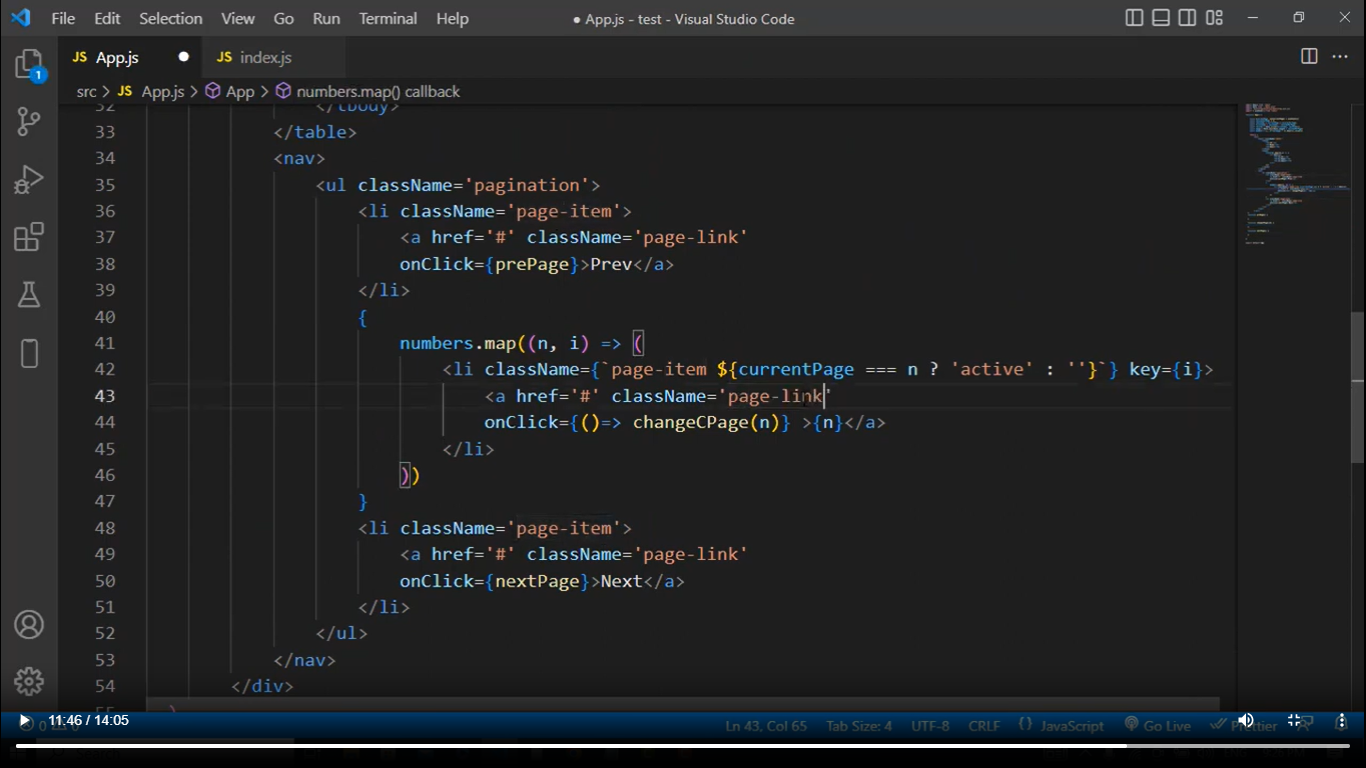 File Edit Selection View Go Run Terminal Help ● App.js - test - Visual Studio Code
JS App.js ● JS index.js
1
src > JS App.js > App > numbers.map() callback
32 </tbody>
33 </table>
34 <nav>
35 <ul className='pagination'>
36 <li className='page-item'>
37 <a href='#' className='page-link'
38 onClick={prePage}>Prev</a>
39 </li>
40 {
41 numbers.map((n, i) => (
42 <li className={`page-item ${currentPage === n ? 'active' : ''}`} key={i}>
43 <a href='#' className='page-link'
44 onClick={()=> changeCPage(n)} >{n}</a>
45 </li>
46 ))
47 }
48 <li className='page-item'>
49 <a href='#' className='page-link'
50 onClick={nextPage}>Next</a>
51 </li>
52 </ul>
53 </nav>
54 </div>
55 )
11:46 / 14:05
Ln 43, Col 65 Tab Size: 4 UTF-8 CRLF {} JavaScript Go Live Prettier